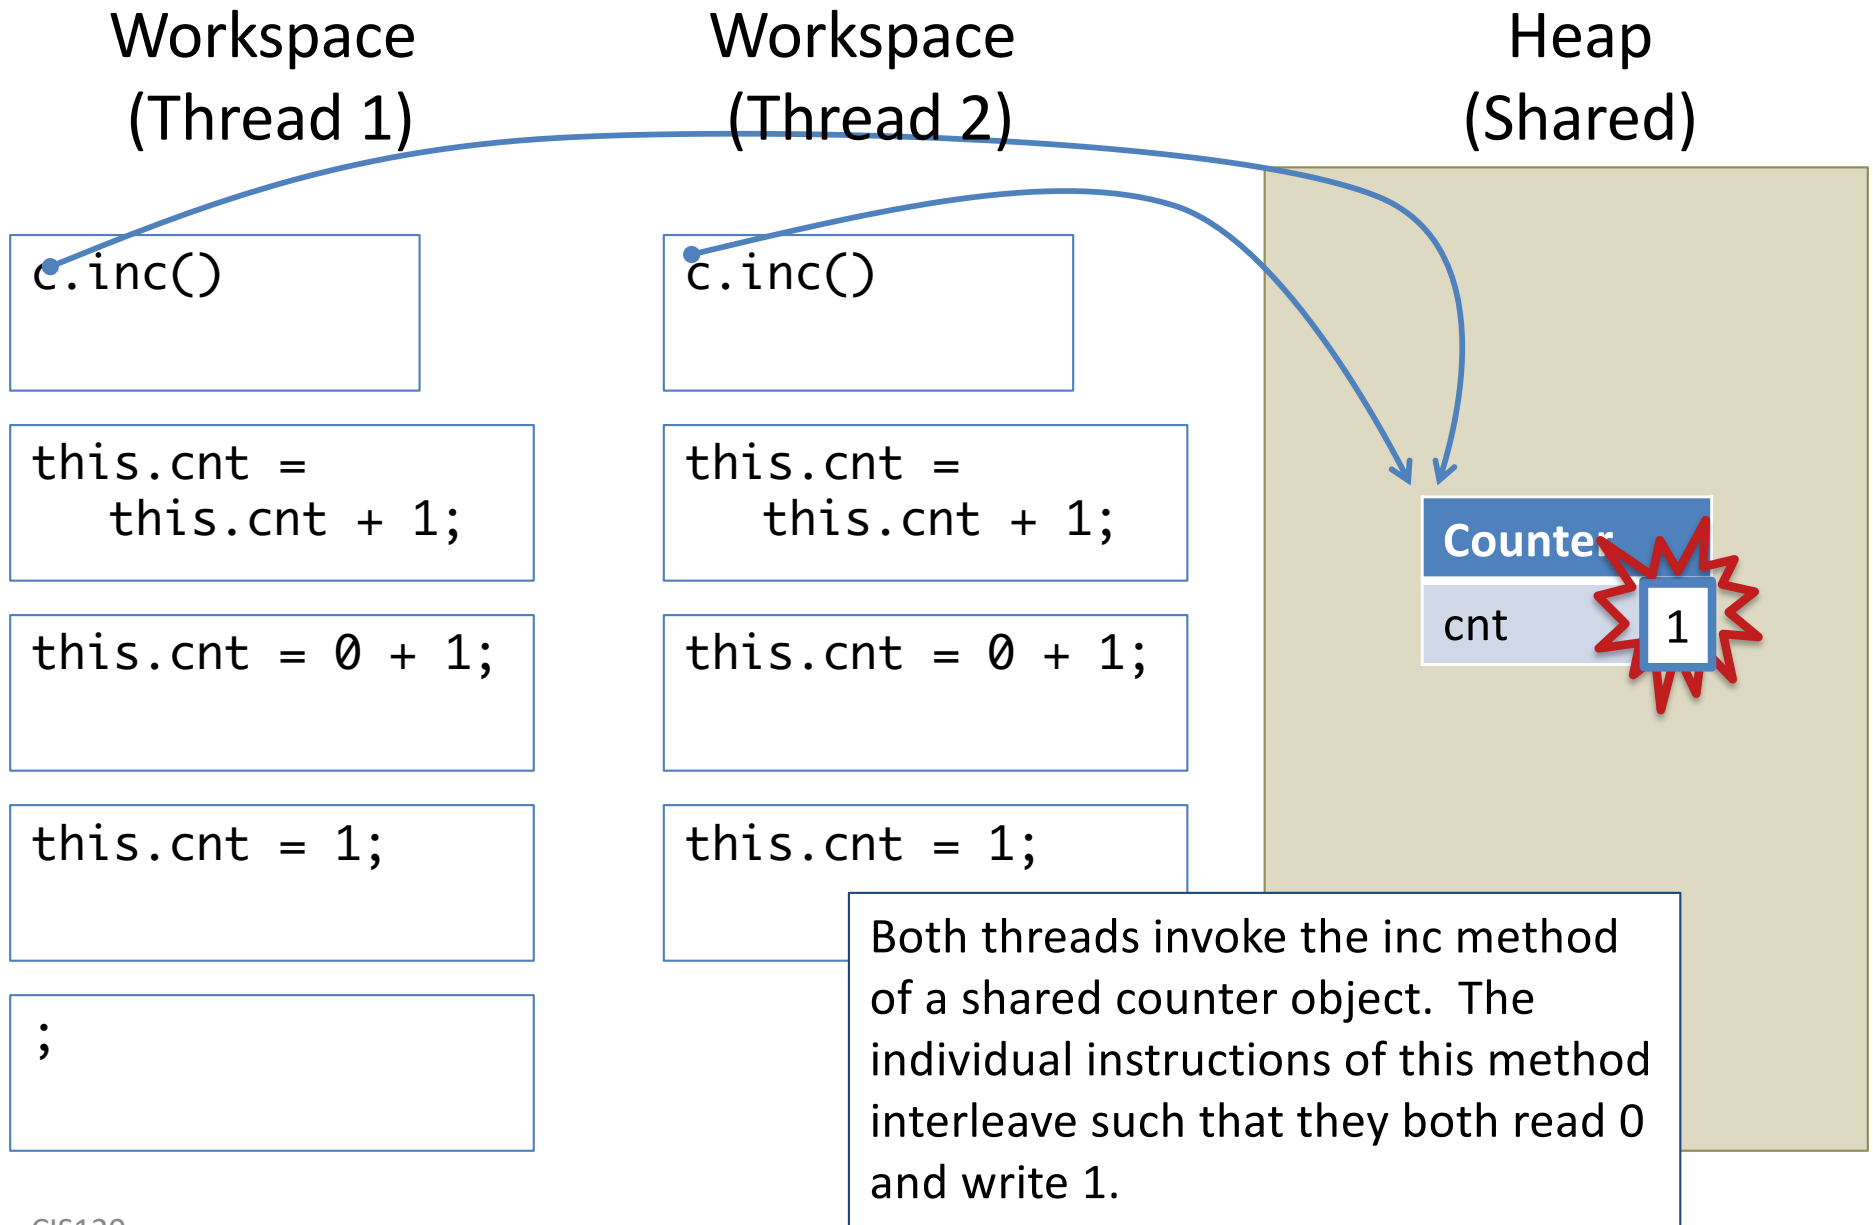 Workspace
(Thread 1)
Workspace
(Thread 2)
Heap
(Shared)
c.inc()
this.cnt =
this.cnt + 1;
this.cnt = 0 + 1;
this.cnt = 1;
;
c.inc()
this.cnt =
this.cnt + 1;
this.cnt = 0 + 1;
this.cnt = 1;
Counter
cnt
1
Both threads invoke the inc method
of a shared counter object. The
individual instructions of this method
interleave such that they both read 0
and write 1.
CIS120